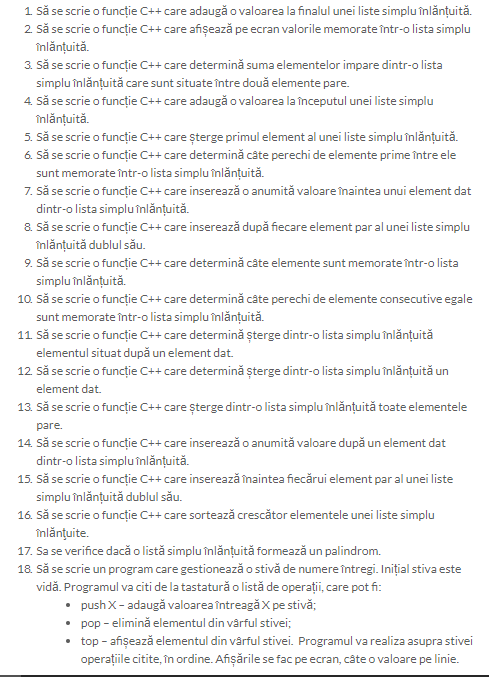 1. Să se scrie o funcție C++ care adaugă o valoarea la finalul unei liste simplu înlănțuită.
2. Să se scrie o funcție C++ care afișează pe ecran valorile memorate într-o lista simplu
înlănțuită.
3. Să se scrie o funcție C++ care determină suma elementelor impare dintr-o lista
simplu înlănțuită care sunt situate între două elemente pare.
4. Să se scrie o funcție C++ care adaugă o valoarea la începutul unei liste simplu
înlănțuită.
5. Să se scrie o funcție C++ care șterge primul element al unei liste simplu înlănțuită.
6. Să se scrie o funcție C++ care determină câte perechi de elemente prime între ele
sunt memorate într-o lista simplu înlănțuită.
7. Să se scrie o funcție C++ care inserează o anumită valoare înaintea unui element dat
dintr-o lista simplu înlănțuită.
8. Să se scrie o funcție C++ care inserează după fiecare element par al unei liste simplu
înlănțuită dublul său.
9. Să se scrie o funcție C++ care determină câte elemente sunt memorate într-o lista
simplu înlănțuită.
10. Să se scrie o funcție C++ care determină câte perechi de elemente consecutive egale
sunt memorate într-o lista simplu înlănțuită.
11. Să se scrie o funcție C++ care determină șterge dintr-o lista simplu înlănțuită
elementul situat după un element dat.
12. Să se scrie o funcție C++ care determină șterge dintr-o lista simplu înlănțuită un
element dat.
13. Să se scrie o funcție C++ care șterge dintr-o lista simplu înlănțuită toate elementele
pare.
14. Să se scrie o funcție C++ care inserează o anumită valoare după un element dat
dintr-o lista simplu înlănțuită.
15. Să se scrie o funcție C++ care inserează înaintea fiecărui element par al unei liste
simplu înlănțuită dublul său.
16. Să se scrie o funcție C++ care sortează crescător elementele unei liste simplu
înlănţuite.
17. Sa se verifice dacă o listă simplu înlănțuită formează un palindrom.
18. Să se scrie un program care gestionează o stivă de numere întregi. Inițial stiva este
vidă. Programul va citi de la tastatură o listă de operații, care pot fi:
• push X – adaugă valoarea întreagă X pe stivă;
• pop – elimină elementul din vârful stivei;
• top – afișează elementul din vârful stivei. Programul va realiza asupra stivei
operațiile citite, în ordine. Afișările se fac pe ecran, câte o valoare pe linie.